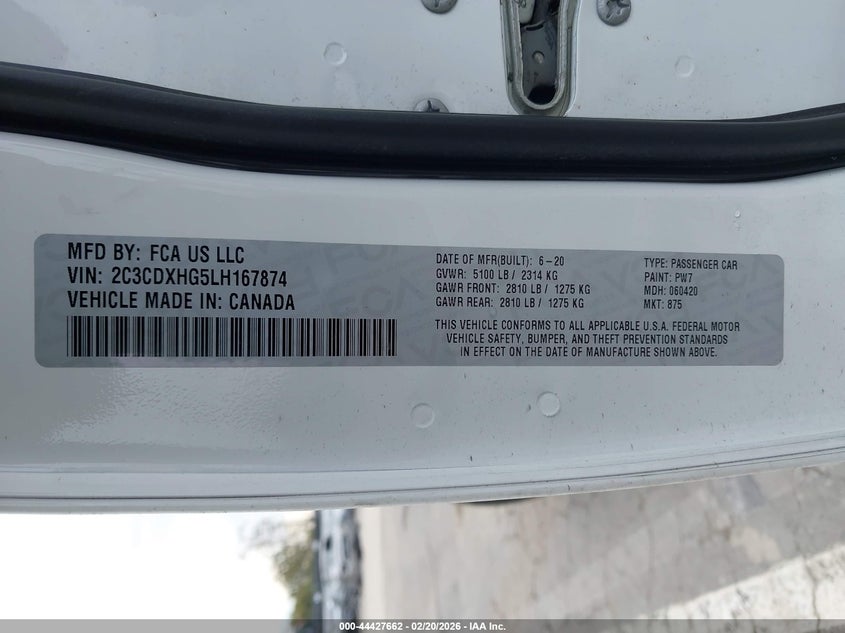 MFD BY: FCA US LLC
VIN: 2C3CDXHG5LH167874
VEHICLE MADE IN: CANADA
DATE OF MFR(BUILT): 6-20
GVWR: 5100 LB / 2314 KG
GAWR FRONT: 2810 LB / 1275 KG
GAWR REAR: 2810 LB / 1275 KG
TYPE: PASSENGER CAR
PAINT: PW7
MDH: 060420
MKT: 875
THIS VEHICLE CONFORMS TO ALL APPLICABLE U.S.A. FEDERAL MOTOR
VEHICLE SAFETY, BUMPER, AND THEFT PREVENTION STANDARDS
IN EFFECT ON THE DATE OF MANUFACTURE SHOWN ABOVE.
000-44427662 - 02/20/2026 - IAA Inc.